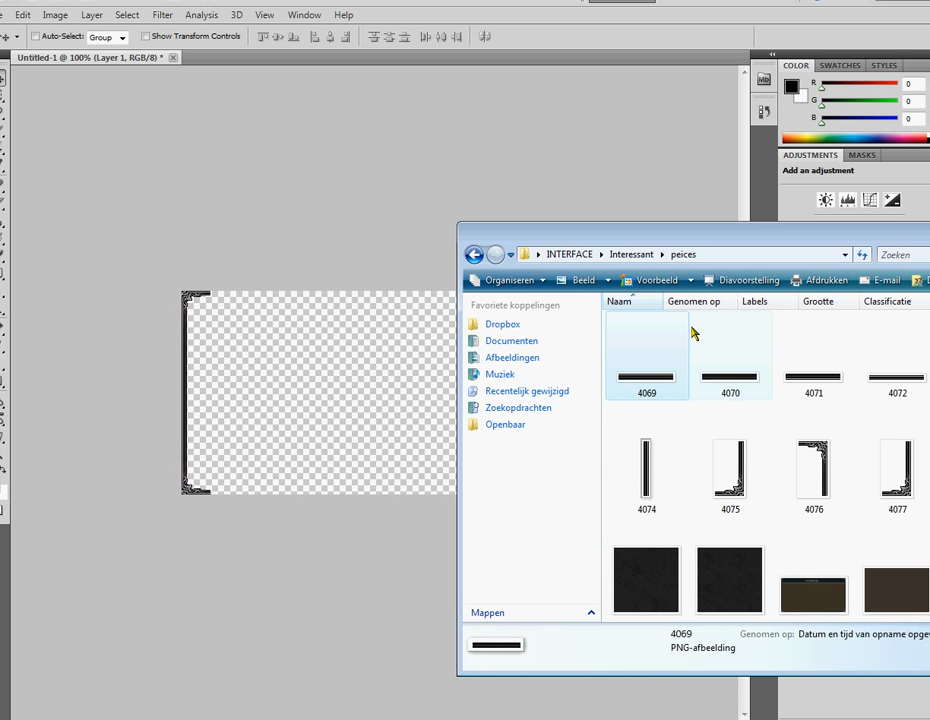 Edit Image Layer Select Filter Analysis 3D View Window Help
Auto-Select: Group Show Transform Controls
Untitled-1 @ 100% (Layer 1, RGB/8) *
COLOR SWATCHES STYLES
R 0
G 0
B 0
ADJUSTMENTS MASKS
Add an adjustment
INTERFACE Interessant peices Zoeken
Organiseren Beeld Voorbeeld Diavoorstelling Afdrukken E-mail
Favoriete koppelingen
Naam Genomen op Labels Grootte Classificatie
Dropbox
Documenten
Afbeeldingen
Muziek
Recentelijk gewijzigd
Zoekopdrachten
Openbaar
4069 4070 4071 4072
4074 4075 4076 4077
Mappen
4069 Genomen op: Datum en tijd van opname opge
PNG-afbeelding